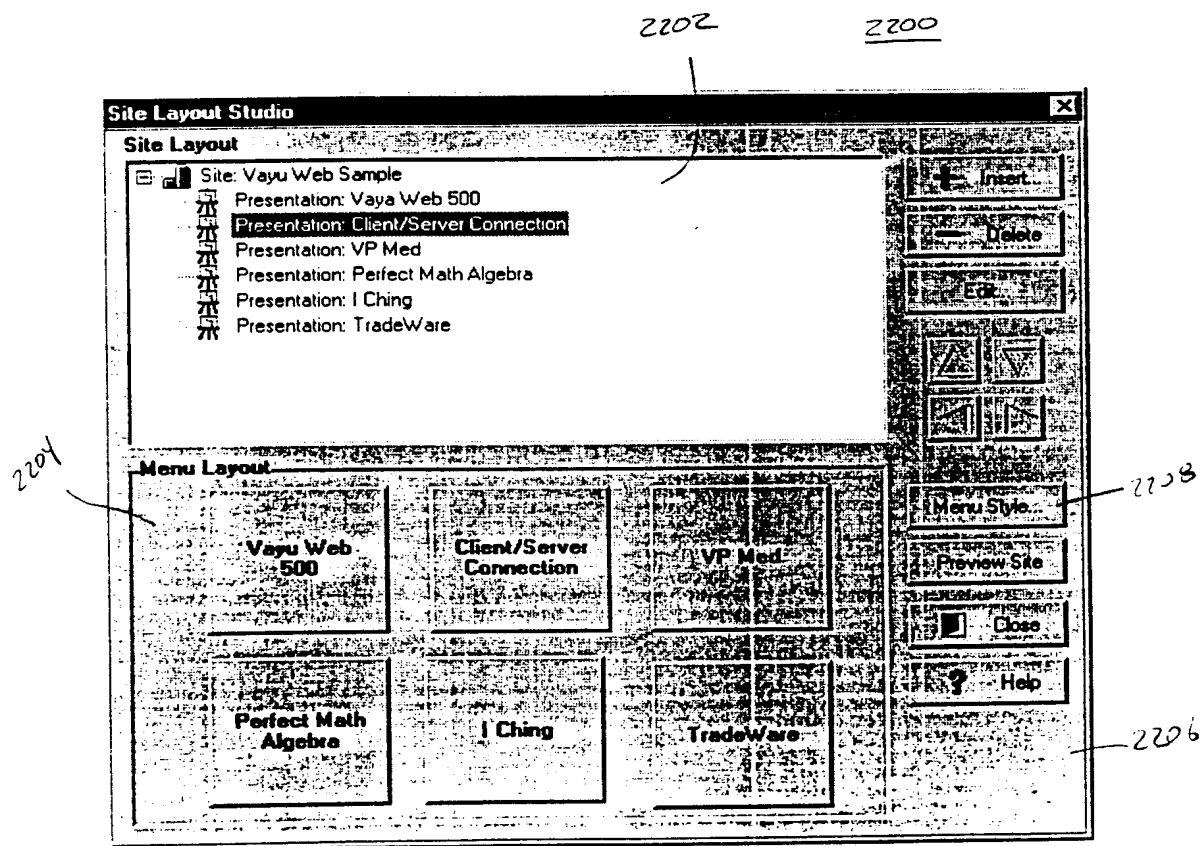 2202
2200
Site Layout Studio
Site Layout
Site: Vayu Web Sample
Presentation: Vaya Web 500
Presentation: Client/Server Connection
Presentation: VP Med
Presentation: Perfect Math Algebra
Presentation: I Ching
Presentation: TradeWare
Insert...
Delete
Edit...
2204
Menu Layout
Vayu Web
500
Client/Server
Connection
VP Med
Perfect Math
Algebra
I Ching
TradeWare
Menu Style...
2208
Preview Site
Close
? Help
2206